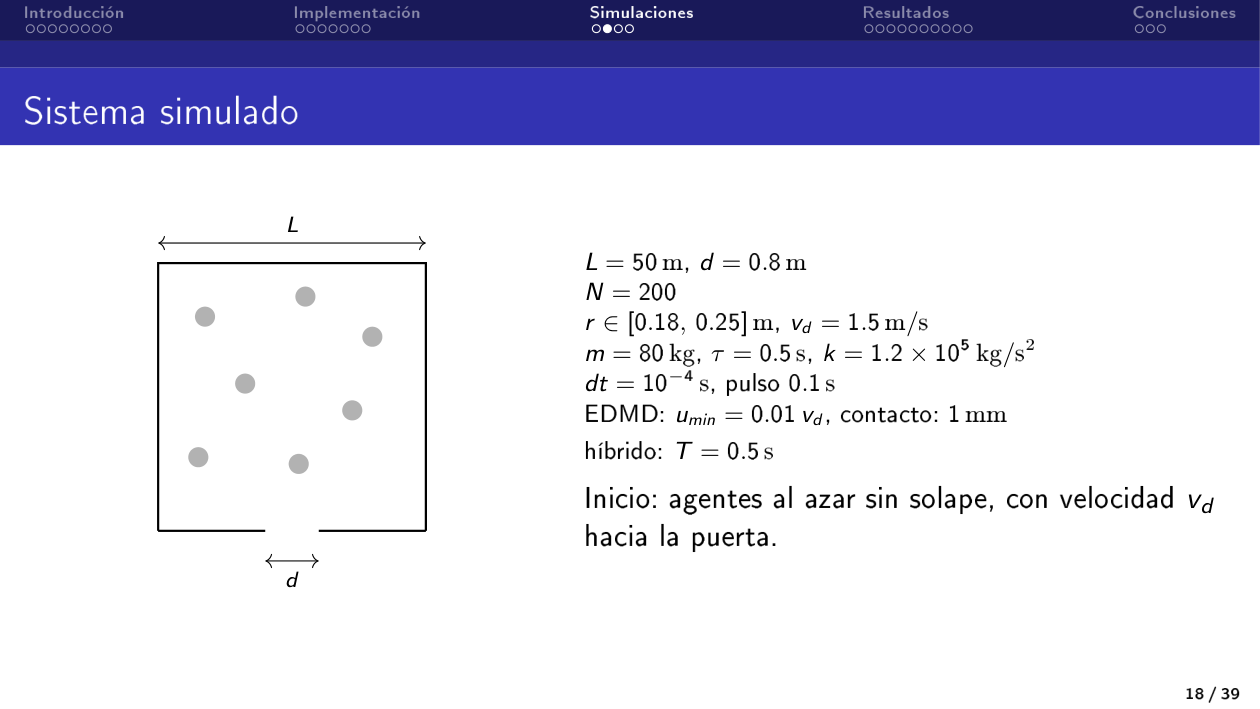 Introducción Implementación Simulaciones Resultados Conclusiones
Sistema simulado
L
d
L = 50 m, d = 0.8 m
N = 200
r ∈ [0.18, 0.25] m, v_d = 1.5 m/s
m = 80 kg, τ = 0.5 s, k = 1.2 × 10⁵ kg/s²
dt = 10⁻⁴ s, pulso 0.1 s
EDMD: u_min = 0.01 v_d, contacto: 1 mm
híbrido: T = 0.5 s
Inicio: agentes al azar sin solape, con velocidad v_d
hacia la puerta.
18 / 39